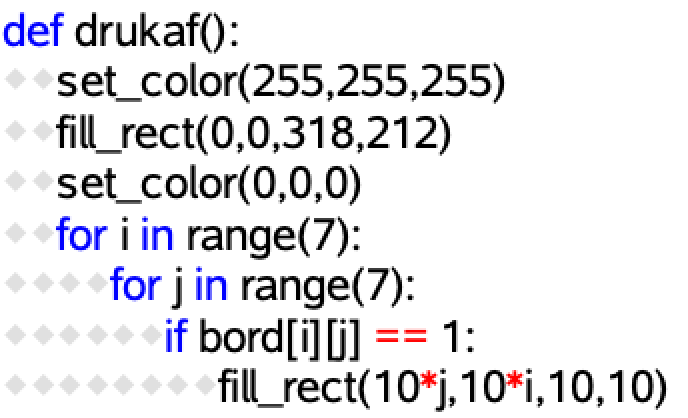 def drukaf():
◆◆set_color(255,255,255)
◆◆fill_rect(0,0,318,212)
◆◆set_color(0,0,0)
◆◆for i in range(7):
◆◆◆◆for j in range(7):
◆◆◆◆◆◆if bord[i][j] == 1:
◆◆◆◆◆◆◆◆fill_rect(10*j,10*i,10,10)